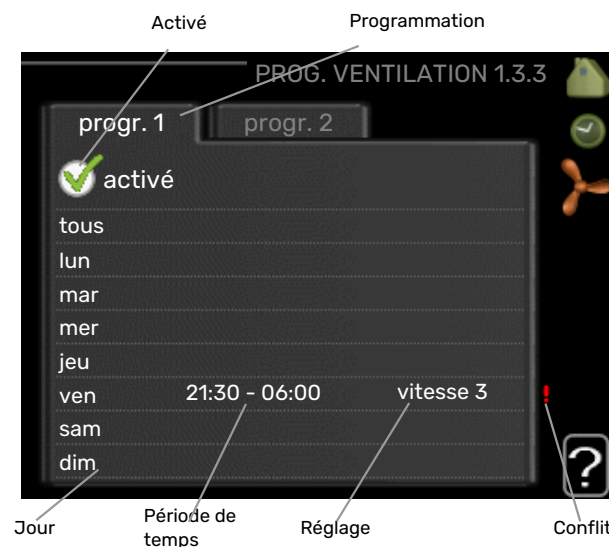 Activé
Programmation
PROG. VENTILATION 1.3.3
progr. 1
progr. 2
activé
tous
lun
mar
mer
jeu
ven 21:30 - 06:00 vitesse 3 !
sam
dim
?
Jour
Période de
temps
Réglage
Conflit